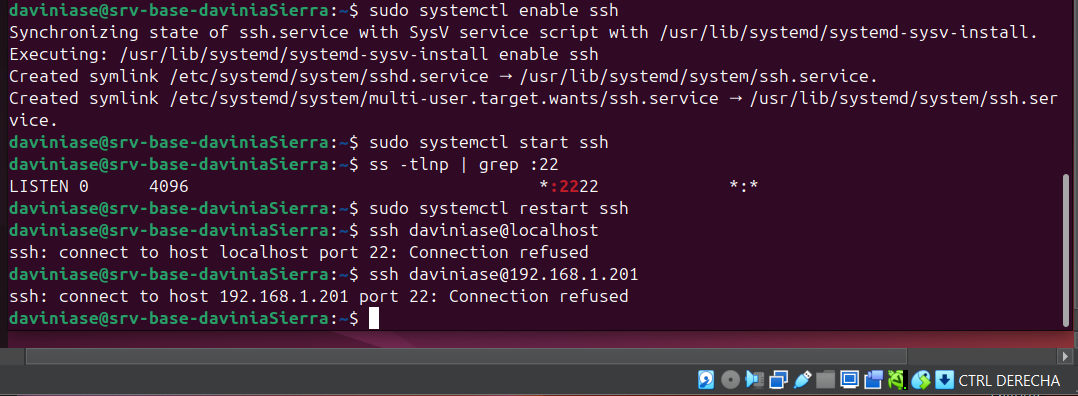 daviniase@srv-base-daviniaSierra:~$ sudo systemctl enable ssh
Synchronizing state of ssh.service with SysV service script with /usr/lib/systemd/systemd-sysv-install.
Executing: /usr/lib/systemd/systemd-sysv-install enable ssh
Created symlink /etc/systemd/system/sshd.service → /usr/lib/systemd/system/ssh.service.
Created symlink /etc/systemd/system/multi-user.target.wants/ssh.service → /usr/lib/systemd/system/ssh.ser
vice.
daviniase@srv-base-daviniaSierra:~$ sudo systemctl start ssh
daviniase@srv-base-daviniaSierra:~$ ss -tlnp | grep :22
LISTEN 0      4096                                *:2222            *:*
daviniase@srv-base-daviniaSierra:~$ sudo systemctl restart ssh
daviniase@srv-base-daviniaSierra:~$ ssh daviniase@localhost
ssh: connect to host localhost port 22: Connection refused
daviniase@srv-base-daviniaSierra:~$ ssh daviniase@192.168.1.201
ssh: connect to host 192.168.1.201 port 22: Connection refused
daviniase@srv-base-daviniaSierra:~$
CTRL DERECHA